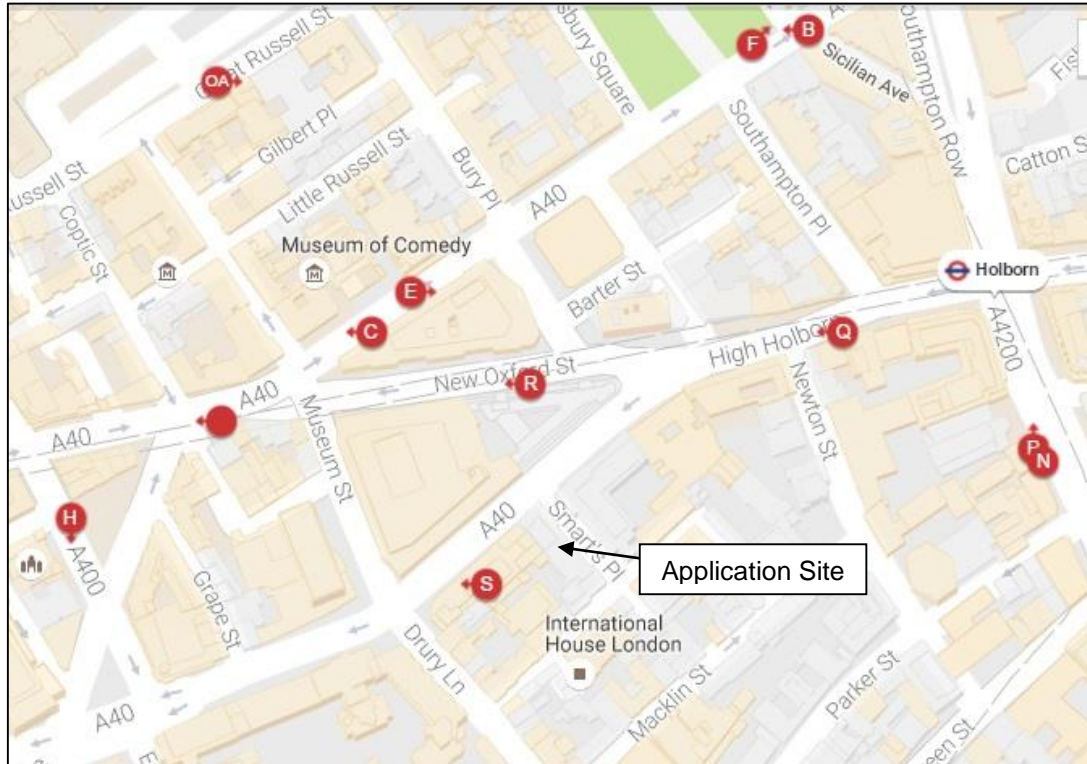 F
B
A
Southampton Row
Sicilian Ave
OA
Russell St
sbury Square
Gilbert Pl
Little Russell St
Bury Pl
Southampton Pl
Catton S
Russell St
Coptic St
A40
Museum of Comedy
Holborn
E
Barter St
C
High Holborn
Q
A4200
New Oxford St
R
A40
Museum St
Newton St
A40
P
N
H
A40
Smart's Pl
A400
Application Site
Grape St
S
International
House London
Drury Ln
Macklin St
Parker St
A40
een St